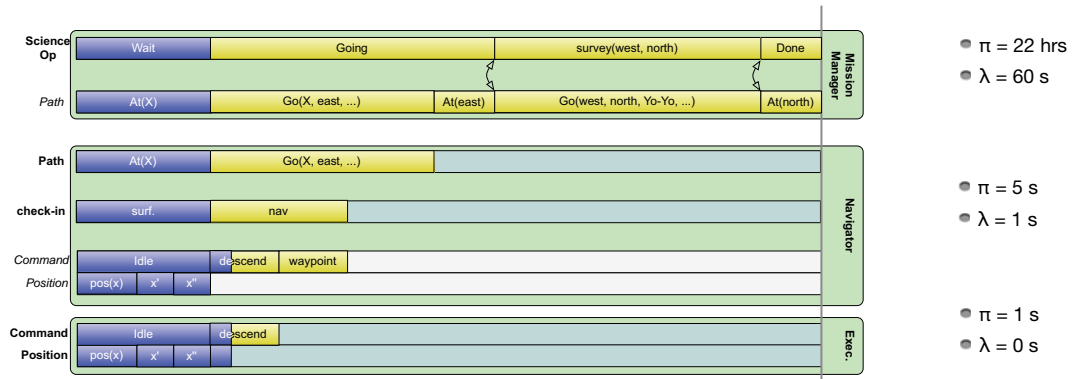 Science
Op
Wait
Going
survey(west, north)
Done
Path
At(X)
Go(X, east, ...)
At(east)
Go(west, north, Yo-Yo, ...)
At(north)
Mission
Manager
π = 22 hrs
λ = 60 s
Path
At(X)
Go(X, east, ...)
check-in
surf.
nav
Command
Idle
descend
waypoint
Position
pos(x)
x'
x''
Navigator
π = 5 s
λ = 1 s
Command
Idle
descend
Position
pos(x)
x'
x''
Exec.
π = 1 s
λ = 0 s